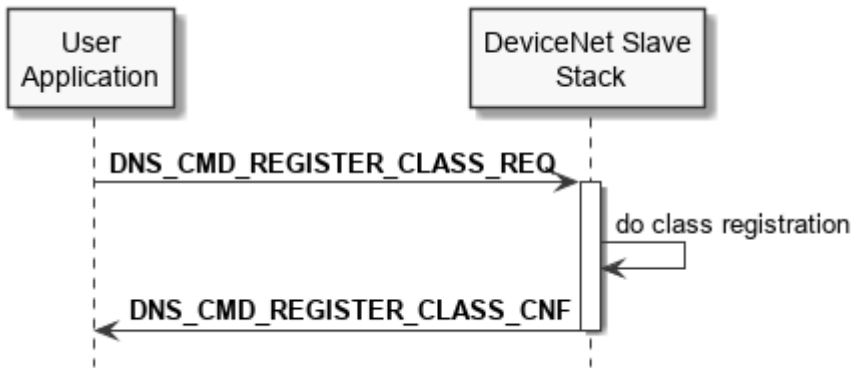 User
Application
DeviceNet Slave
Stack
DNS_CMD_REGISTER_CLASS_REQ
do class registration
DNS_CMD_REGISTER_CLASS_CNF